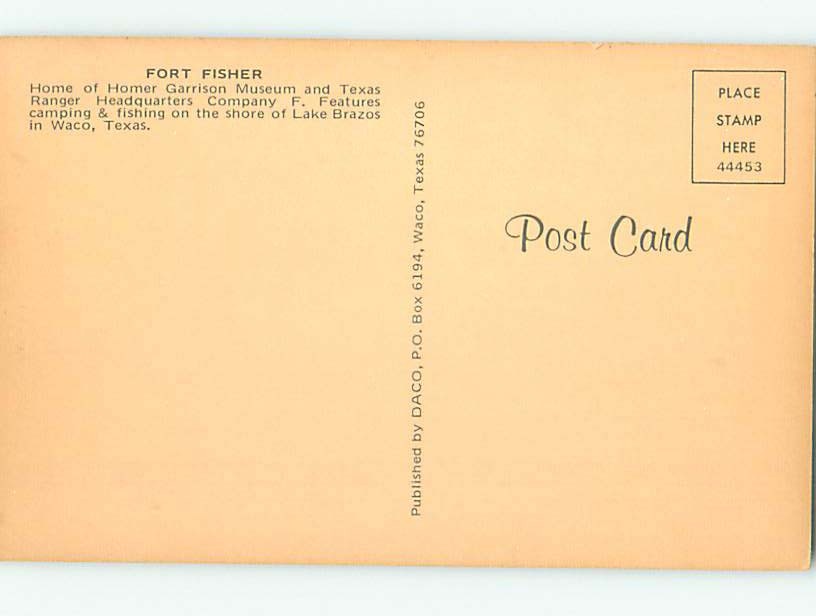 FORT FISHER
Home of Homer Garrison Museum and Texas
Ranger Headquarters Company F. Features
camping & fishing on the shore of Lake Brazos
in Waco, Texas.
Published by DACO, P.O. Box 6194, Waco, Texas 76706
PLACE
STAMP
HERE
44453
Post Card